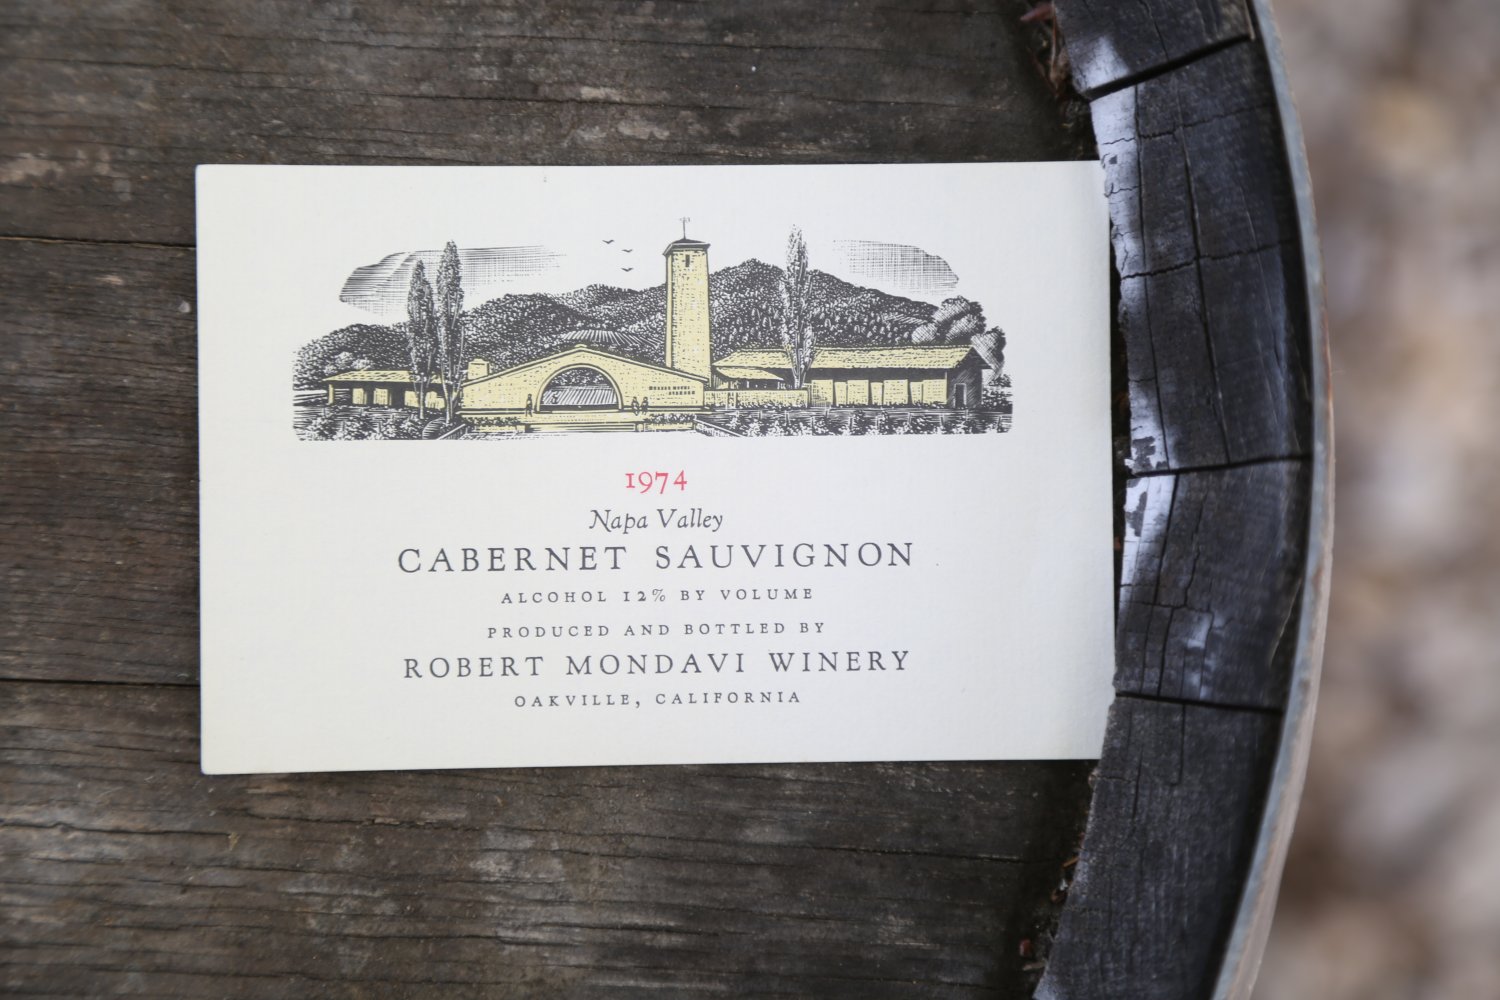 1974
Napa Valley
CABERNET SAUVIGNON
ALCOHOL 12% BY VOLUME
PRODUCED AND BOTTLED BY
ROBERT MONDAVI WINERY
OAKVILLE, CALIFORNIA